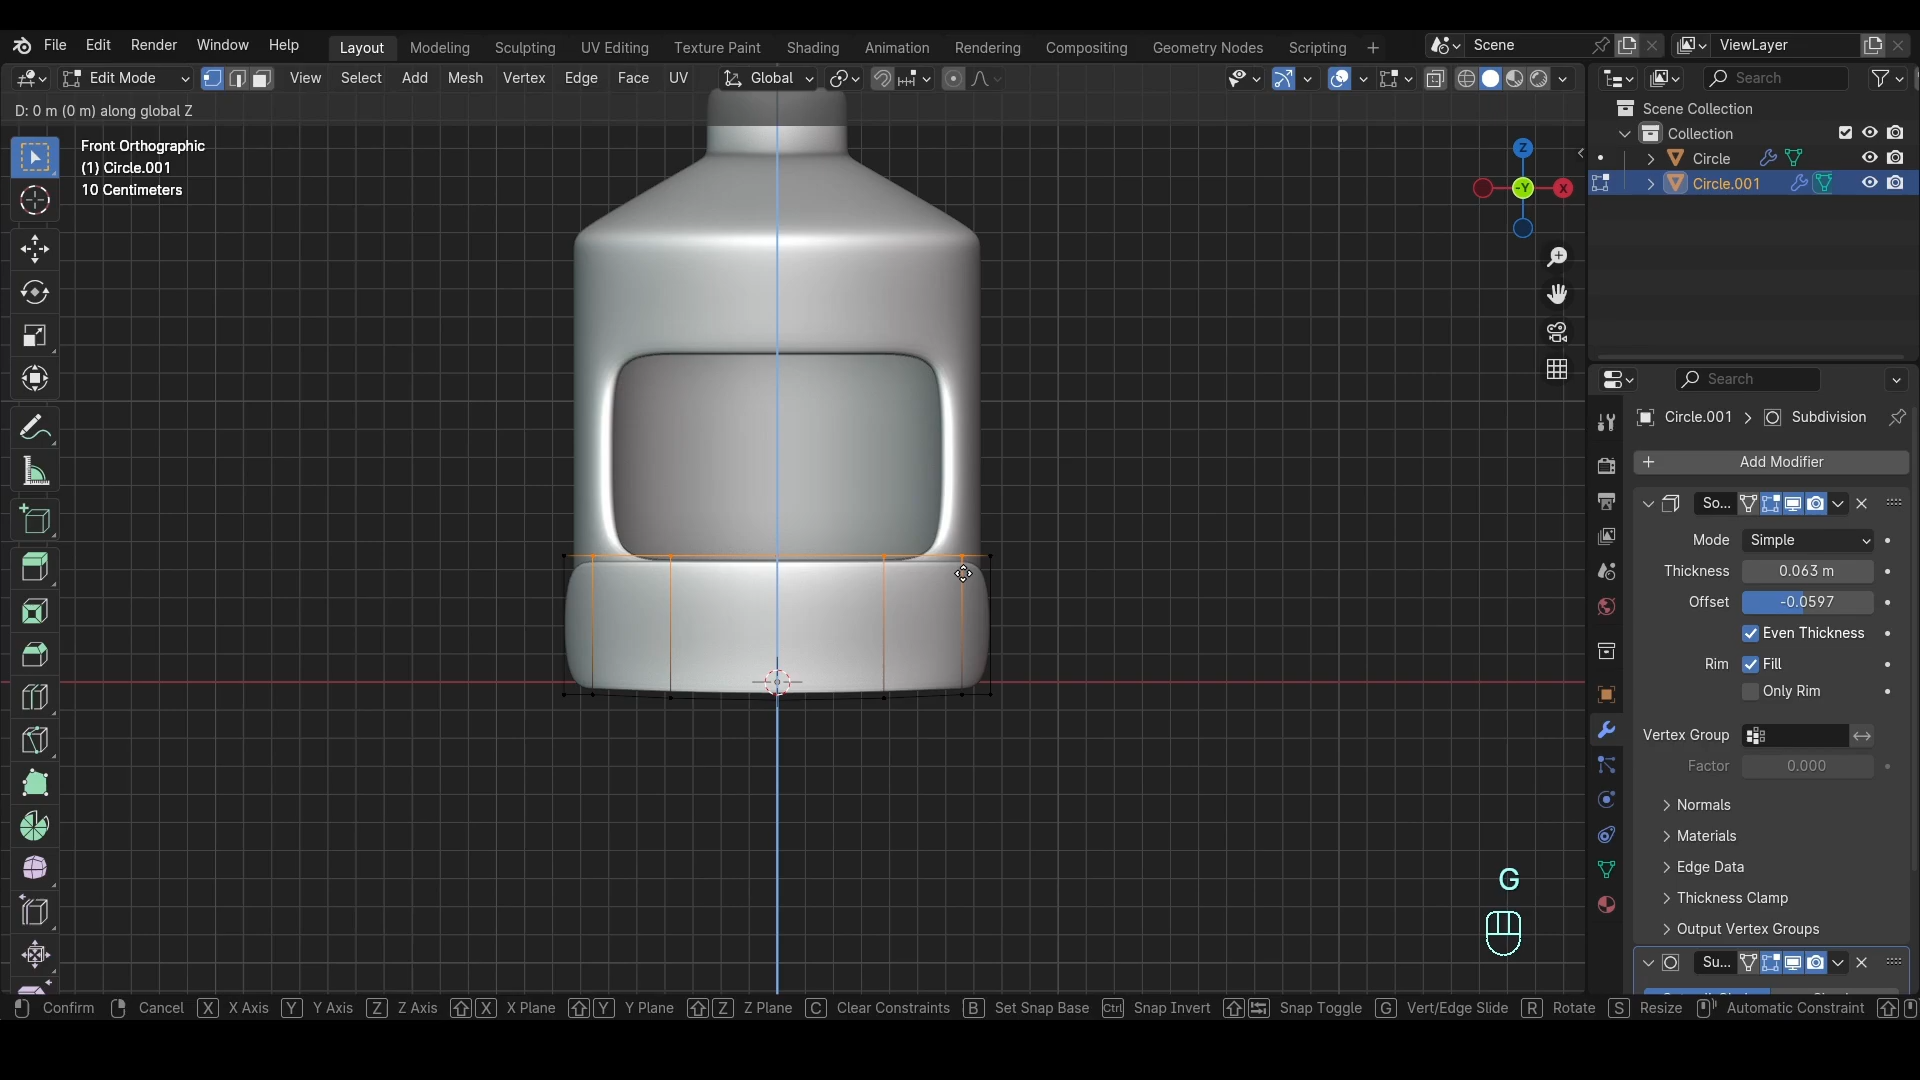 File Edit Render Window Help Layout Modeling Sculpting UV Editing Texture Paint Shading Animation Rendering Compositing Geometry Nodes Scripting + Scene ViewLayer
Edit Mode View Select Add Mesh Vertex Edge Face UV Global Search
D: 0 m (0 m) along global Z
Front Orthographic
(1) Circle.001
10 Centimeters
Z
-Y
X
Scene Collection
Collection
Circle
Circle.001
Search
Circle.001 > Subdivision
+ Add Modifier
So...
Mode Simple
Thickness 0.063 m
Offset -0.0597
Even Thickness
Rim Fill
Only Rim
Vertex Group
Factor 0.000
Normals
Materials
Edge Data
Thickness Clamp
Output Vertex Groups
Su...
G
Confirm Cancel X X Axis Y Y Axis Z Z Axis X X Plane Y Y Plane Z Z Plane C Clear Constraints B Set Snap Base Ctrl Snap Invert Snap Toggle G Vert/Edge Slide R Rotate S Resize Automatic Constraint